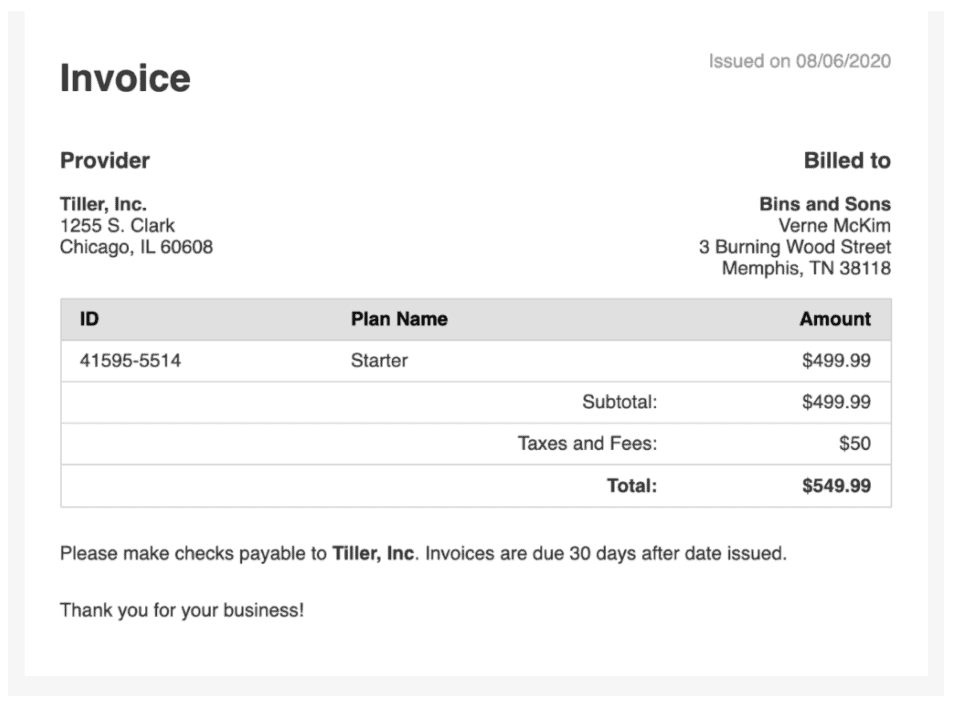 Invoice
Issued on 08/06/2020
Provider
Billed to
Tiller, Inc.
1255 S. Clark
Chicago, IL 60608
Bins and Sons
Verne McKim
3 Burning Wood Street
Memphis, TN 38118
ID Plan Name Amount
41595-5514 Starter $499.99
Subtotal: $499.99
Taxes and Fees: $50
Total: $549.99
Please make checks payable to Tiller, Inc. Invoices are due 30 days after date issued.
Thank you for your business!